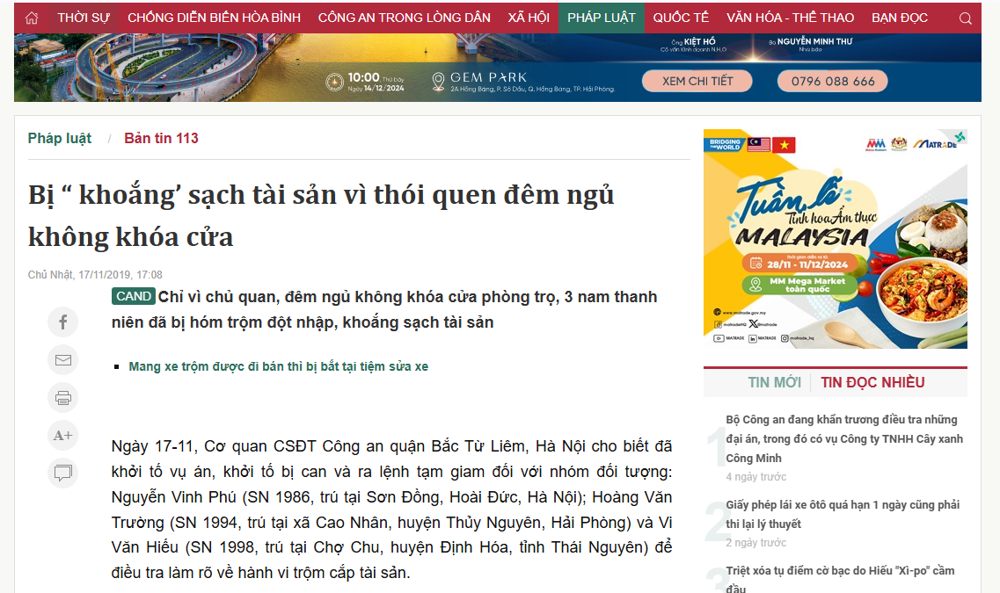 THỜI SỰ CHỐNG DIỄN BIẾN HÒA BÌNH CÔNG AN TRONG LÒNG DÂN XÃ HỘI PHÁP LUẬT QUỐC TẾ VĂN HÓA - THỂ THAO BẠN ĐỌC
Ông KIỆT HỒ
Cố vấn Kinh doanh N.H.O
Bà NGUYỄN MINH THƯ
Nhà báo
10:00 Thứ bảy
Ngày 14/12/2024
GEM PARK
2A Hồng Bàng, P. Sở Dầu, Q. Hồng Bàng, TP. Hải Phòng.
XEM CHI TIẾT
0796 088 666
Pháp luật / Bản tin 113
Bị “ khoắng’ sạch tài sản vì thói quen đêm ngủ
không khóa cửa
Chủ Nhật, 17/11/2019, 17:08
CAND Chỉ vì chủ quan, đêm ngủ không khóa cửa phòng trọ, 3 nam thanh
niên đã bị hóm trộm đột nhập, khoắng sạch tài sản
Mang xe trộm được đi bán thì bị bắt tại tiệm sửa xe
A+
Ngày 17-11, Cơ quan CSĐT Công an quận Bắc Từ Liêm, Hà Nội cho biết đã
khởi tố vụ án, khởi tố bị can và ra lệnh tạm giam đối với nhóm đối tượng:
Nguyễn Vinh Phú (SN 1986, trú tại Sơn Đồng, Hoài Đức, Hà Nội); Hoàng Văn
Trường (SN 1994, trú tại xã Cao Nhân, huyện Thủy Nguyên, Hải Phòng) và Vi
Văn Hiếu (SN 1998, trú tại Chợ Chu, huyện Định Hóa, tỉnh Thái Nguyên) để
điều tra làm rõ về hành vi trộm cắp tài sản.
BRIDGING
THE WORLD
MEGA MARKET
MATRADE
Tuần lễ
Tinh hoa Ẩm thực
MALAYSIA
Thời gian diễn ra từ
28/11 - 11/12/2024
MM Mega Market
toàn quốc
www.matrade.gov.my
matradeHQ @matrade
MATRADE MATRADE matrade_hq
TIN MỚI TIN ĐỌC NHIỀU
1
Bộ Công an đang khẩn trương điều tra những
đại án, trong đó có vụ Công ty TNHH Cây xanh
Công Minh
4 ngày trước
2
Giấy phép lái xe ôtô quá hạn 1 ngày cũng phải
thi lại lý thuyết
2 ngày trước
3
Triệt xóa tụ điểm cờ bạc do Hiếu "Xì-po" cầm
đầu